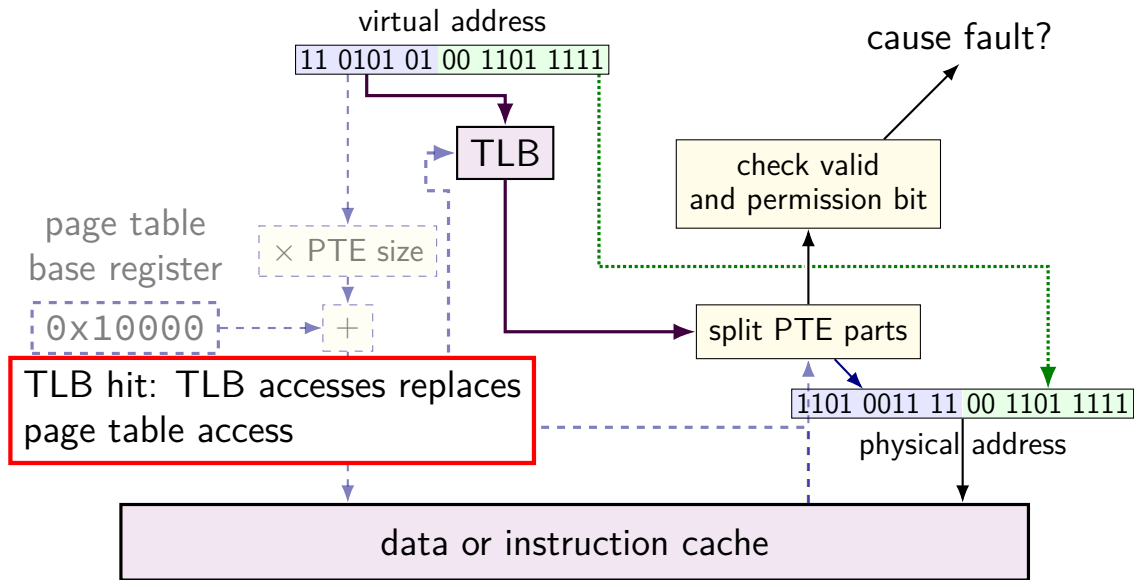 virtual address
11 0101 01 00 1101 1111
cause fault?
TLB
check valid
and permission bit
page table
base register
× PTE size
0x10000
+
split PTE parts
TLB hit: TLB accesses replaces
page table access
1101 0011 11 00 1101 1111
physical address
data or instruction cache